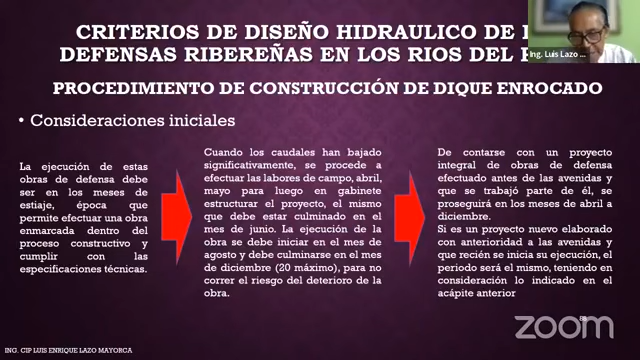 CRITERIOS DE DISEÑO HIDRAULICO DE
DEFENSAS RIBEREÑAS EN LOS RIOS DEL
Ing. Luis Lazo ...
PROCEDIMIENTO DE CONSTRUCCIÓN DE DIQUE ENROCADO
• Consideraciones iniciales
La ejecución de estas
obras de defensa debe
ser en los meses de
estiaje, época que
permite efectuar una obra
enmarcada dentro del
proceso constructivo y
cumplir con las
especificaciones técnicas.
Cuando los caudales han bajado
significativamente, se procede a
efectuar las labores de campo, abril,
mayo para luego en gabinete
estructurar el proyecto, el mismo
que debe estar culminado en el
mes de junio. La ejecución de la
obra se debe iniciar en el mes de
agosto y debe culminarse en el mes
de diciembre (20 máximo), para no
correr el riesgo del deterioro de la
obra.
De contarse con un proyecto
integral de obras de defensa
efectuado antes de las avenidas y
que se trabajó parte de él, se
proseguirá en los meses de abril a
diciembre.
Si es un proyecto nuevo elaborado
con anterioridad a las avenidas y
que recién se inicia su ejecución, el
periodo será el mismo, teniendo en
consideración lo indicado en el
acápite anterior
zoom
ING. CIP LUIS ENRIQUE LAZO MAYORCA